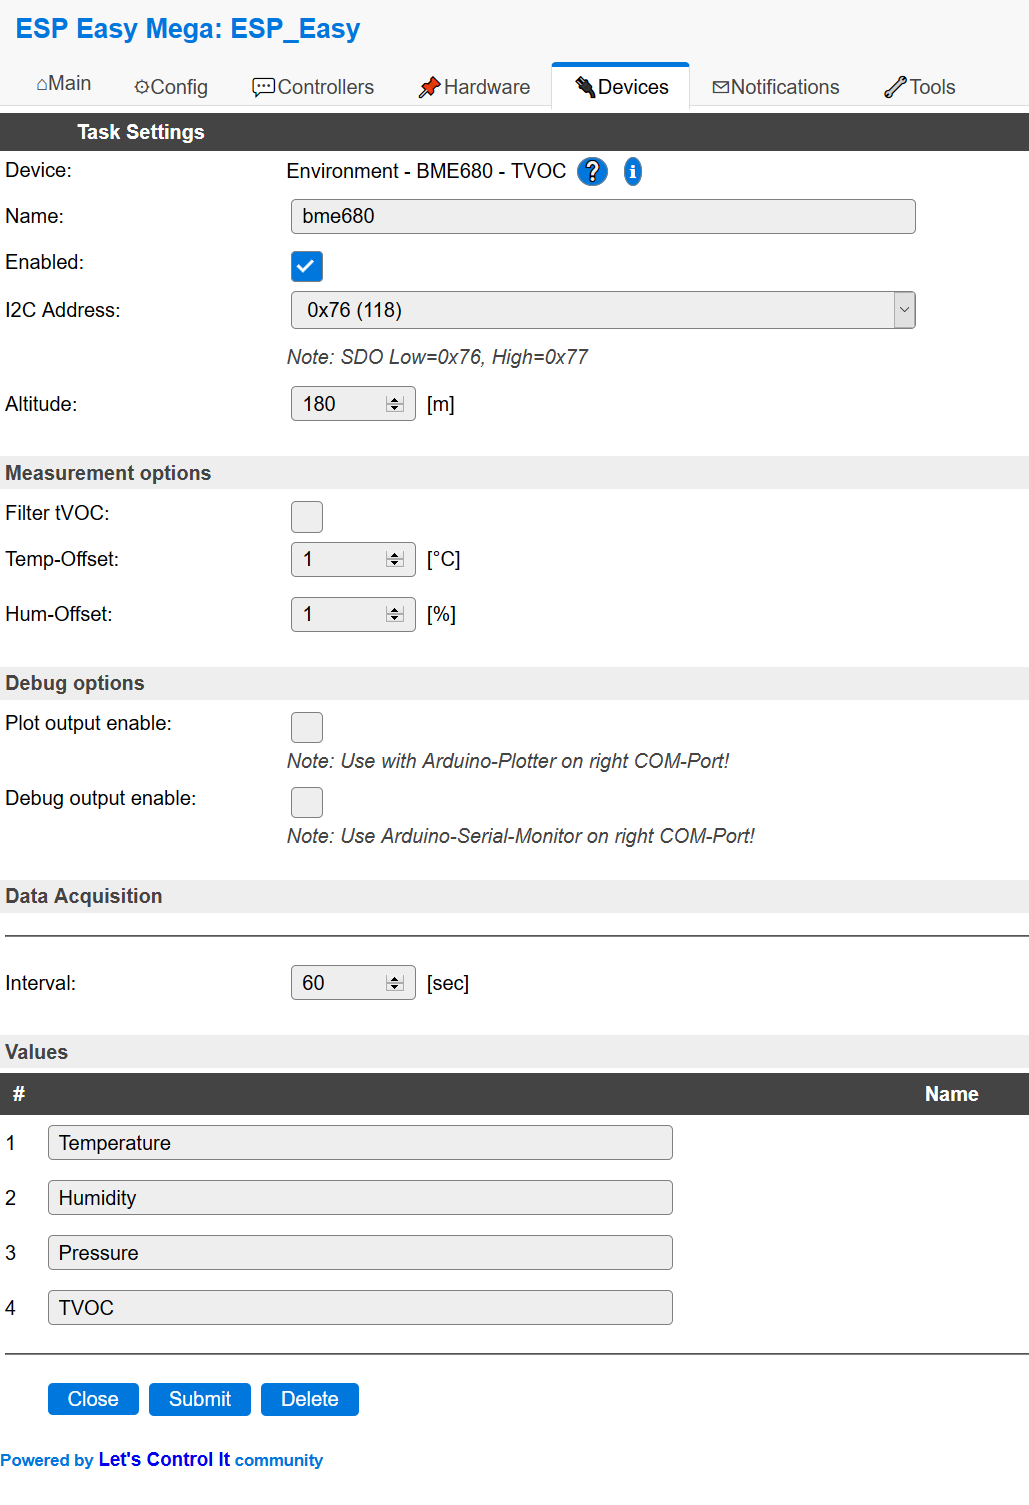 ESP Easy Mega: ESP_Easy
Main Config Controllers Hardware Devices Notifications Tools
Task Settings
Device: Environment - BME680 - TVOC ? i
Name: bme680
Enabled:
I2C Address: 0x76 (118)
Note: SDO Low=0x76, High=0x77
Altitude: 180 [m]
Measurement options
Filter tVOC:
Temp-Offset: 1 [°C]
Hum-Offset: 1 [%]
Debug options
Plot output enable:
Note: Use with Arduino-Plotter on right COM-Port!
Debug output enable:
Note: Use Arduino-Serial-Monitor on right COM-Port!
Data Acquisition
Interval: 60 [sec]
Values
# Name
1 Temperature
2 Humidity
3 Pressure
4 TVOC
Close Submit Delete
Powered by Let's Control It community